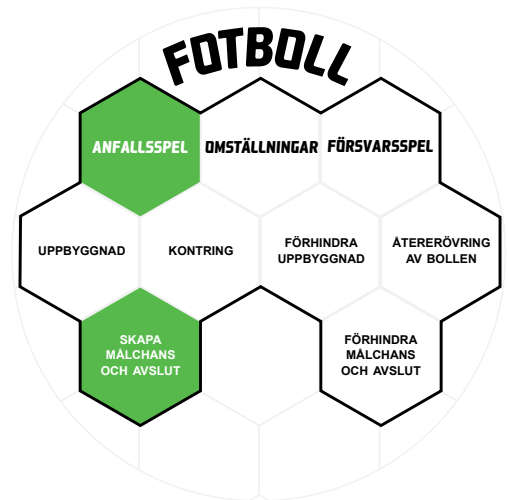 FOTBOLL
ANFALLSSPEL
OMSTÄLLNINGAR
FÖRSVARSSPEL
UPPBYGGNAD
KONTRING
FÖRHINDRA
UPPBYGGNAD
ÅTERERÖVRING
AV BOLLEN
SKAPA
MÅLCHANS
OCH AVSLUT
FÖRHINDRA
MÅLCHANS
OCH AVSLUT